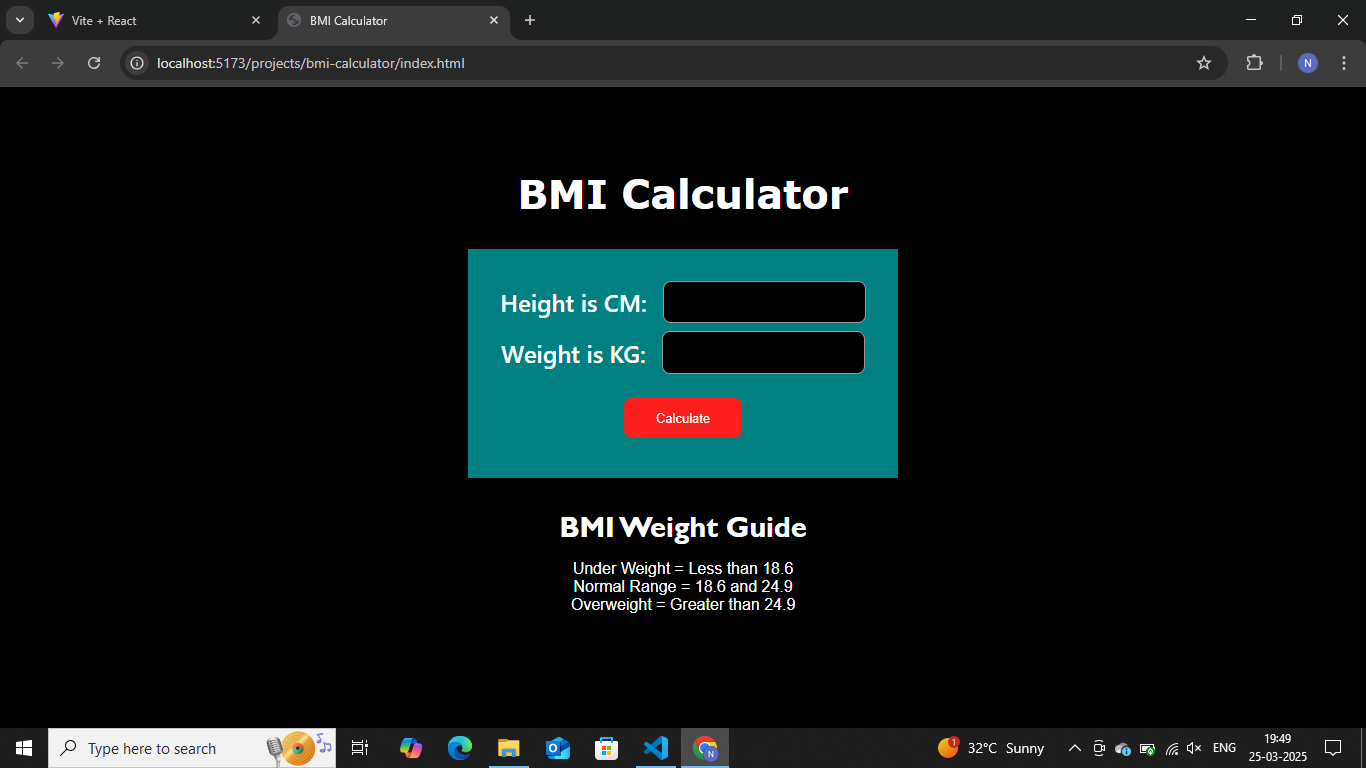 Vite + React
BMI Calculator
localhost:5173/projects/bmi-calculator/index.html
N
BMI Calculator
Height is CM:
Weight is KG:
Calculate
BMI Weight Guide
Under Weight = Less than 18.6
Normal Range = 18.6 and 24.9
Overweight = Greater than 24.9
Type here to search
N
1
32°C Sunny
ENG
19:49
25-03-2025